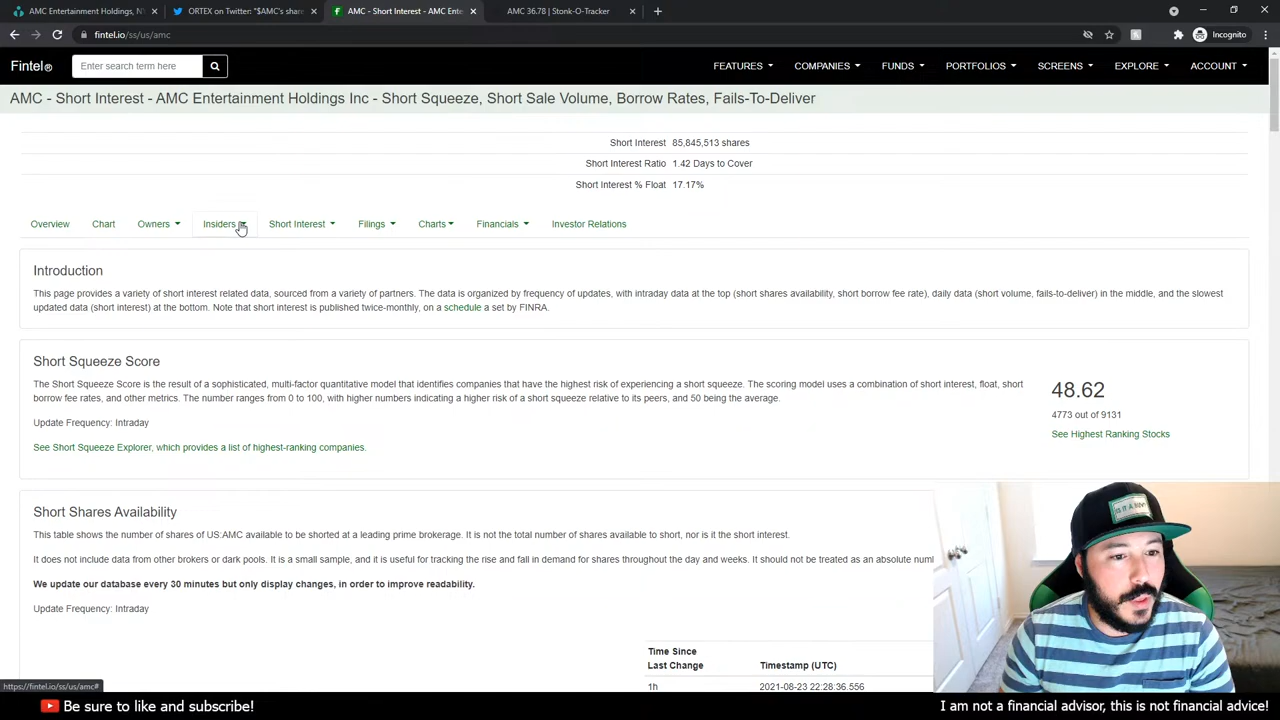 AMC Entertainment Holdings, N
ORTEX on Twitter: "$AMC's share
AMC - Short Interest - AMC Ente
AMC 36.78 | Stonk-O-Tracker
fintel.io/ss/us/amc
Incognito
Fintel
Enter search term here
FEATURES
COMPANIES
FUNDS
PORTFOLIOS
SCREENS
EXPLORE
ACCOUNT
AMC - Short Interest - AMC Entertainment Holdings Inc - Short Squeeze, Short Sale Volume, Borrow Rates, Fails-To-Deliver
Short Interest 85,845,513 shares
Short Interest Ratio 1.42 Days to Cover
Short Interest % Float 17.17%
Overview
Chart
Owners
Insiders
Short Interest
Filings
Charts
Financials
Investor Relations
Introduction
This page provides a variety of short interest related data, sourced from a variety of partners. The data is organized by frequency of updates, with intraday data at the top (short shares availability, short borrow fee rate), daily data (short volume, fails-to-deliver) in the middle, and the slowest
updated data (short interest) at the bottom. Note that short interest is published twice-monthly, on a schedule a set by FINRA.
Short Squeeze Score
The Short Squeeze Score is the result of a sophisticated, multi-factor quantitative model that identifies companies that have the highest risk of experiencing a short squeeze. The scoring model uses a combination of short interest, float, short
borrow fee rates, and other metrics. The number ranges from 0 to 100, with higher numbers indicating a higher risk of a short squeeze relative to its peers, and 50 being the average.
Update Frequency: Intraday
See Short Squeeze Explorer, which provides a list of highest-ranking companies.
48.62
4773 out of 9131
See Highest Ranking Stocks
Short Shares Availability
This table shows the number of shares of US:AMC available to be shorted at a leading prime brokerage. It is not the total number of shares available to short, nor is it the short interest.
It does not include data from other brokers or dark pools. It is a small sample, and it is useful for tracking the rise and fall in demand for shares throughout the day and weeks. It should not be treated as an absolute numl
We update our database every 30 minutes but only display changes, in order to improve readability.
Update Frequency: Intraday
Time Since
Last Change
Timestamp (UTC)
1h
2021-08-23 22:28:36.556
https://fintel.io/ss/us/amc#
Be sure to like and subscribe!
I am not a financial advisor, this is not financial advice!